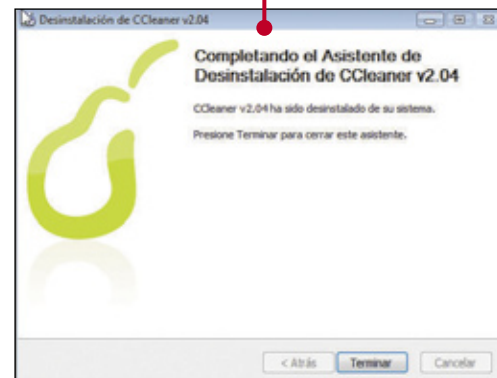 Desinstalación de CCleaner v2.04
Completando el Asistente de
Desinstalación de CCleaner v2.04
CCleaner v2.04 ha sido desinstalado de su sistema.
Presione Terminar para cerrar este asistente.
< Atrás Terminar Cancelar